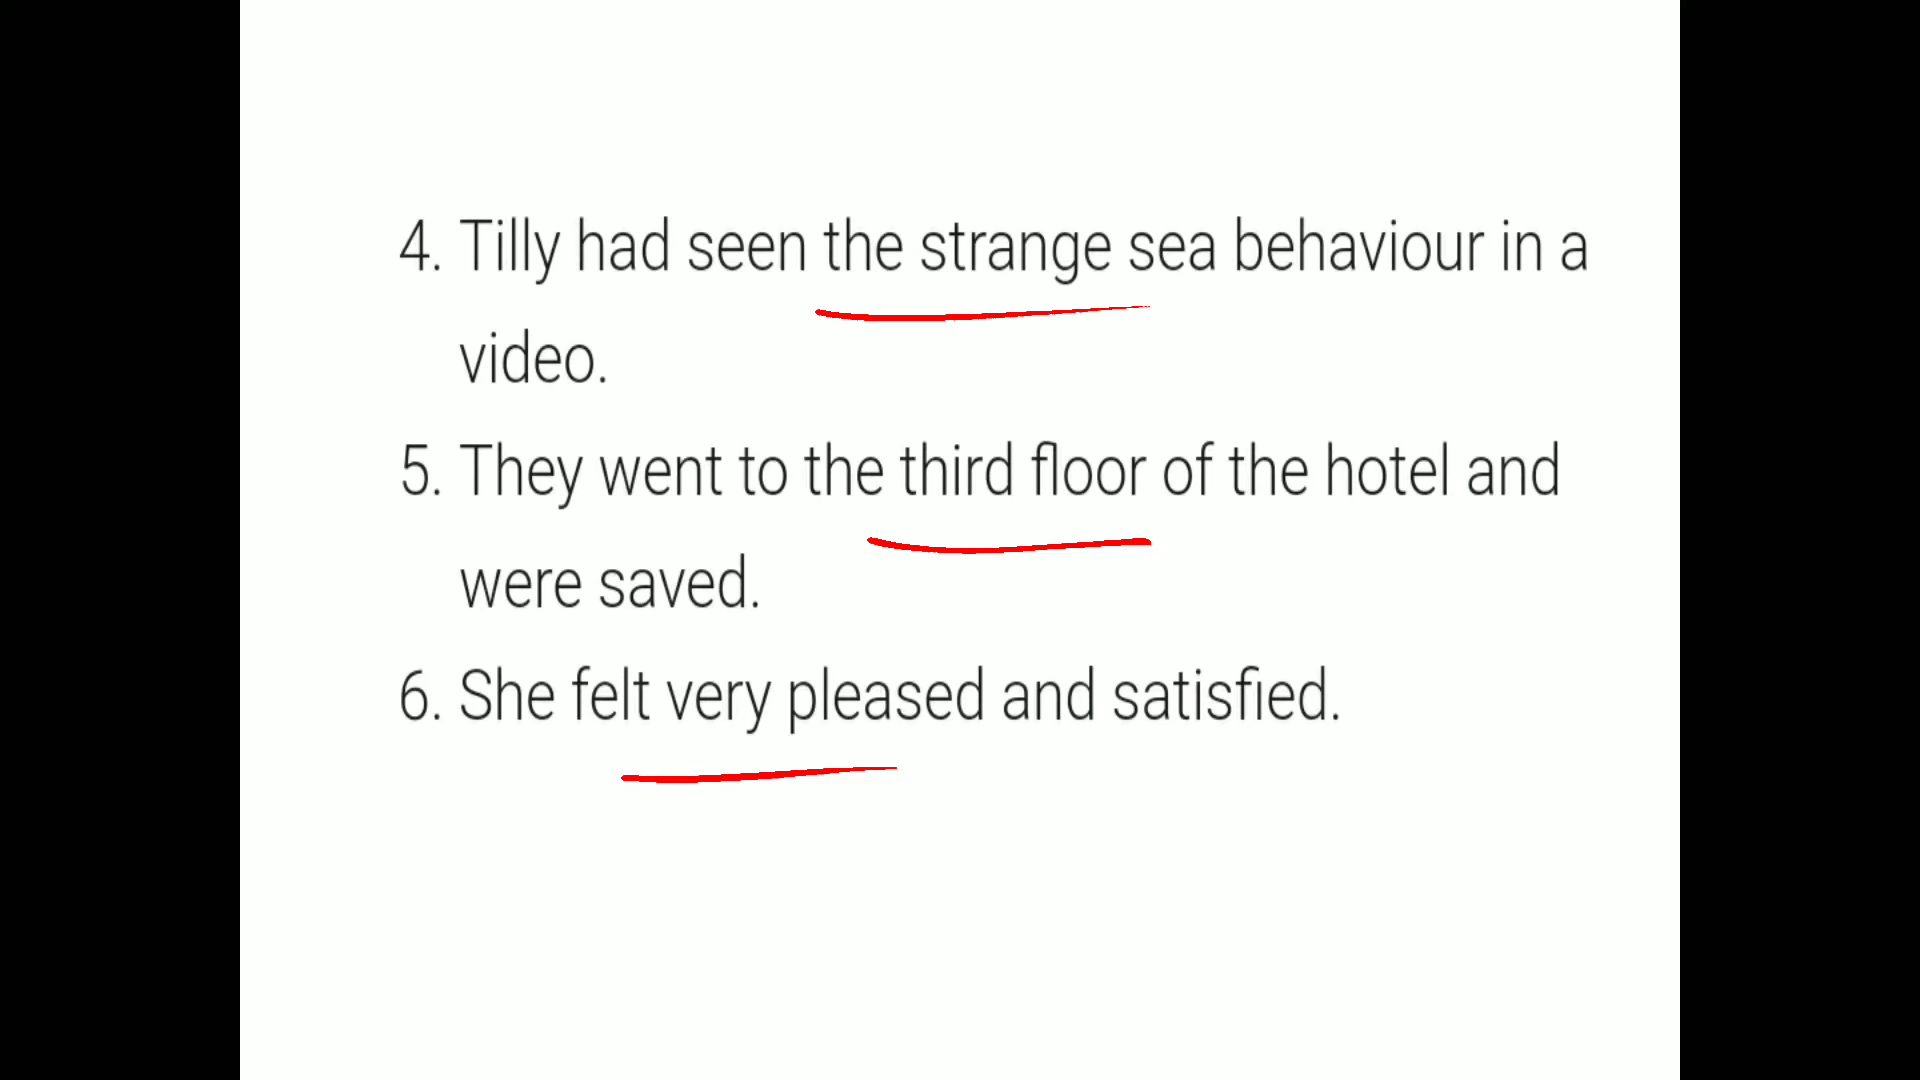 4. Tilly had seen the strange sea behaviour in a
video.
5. They went to the third floor of the hotel and
were saved.
6. She felt very pleased and satisfied.